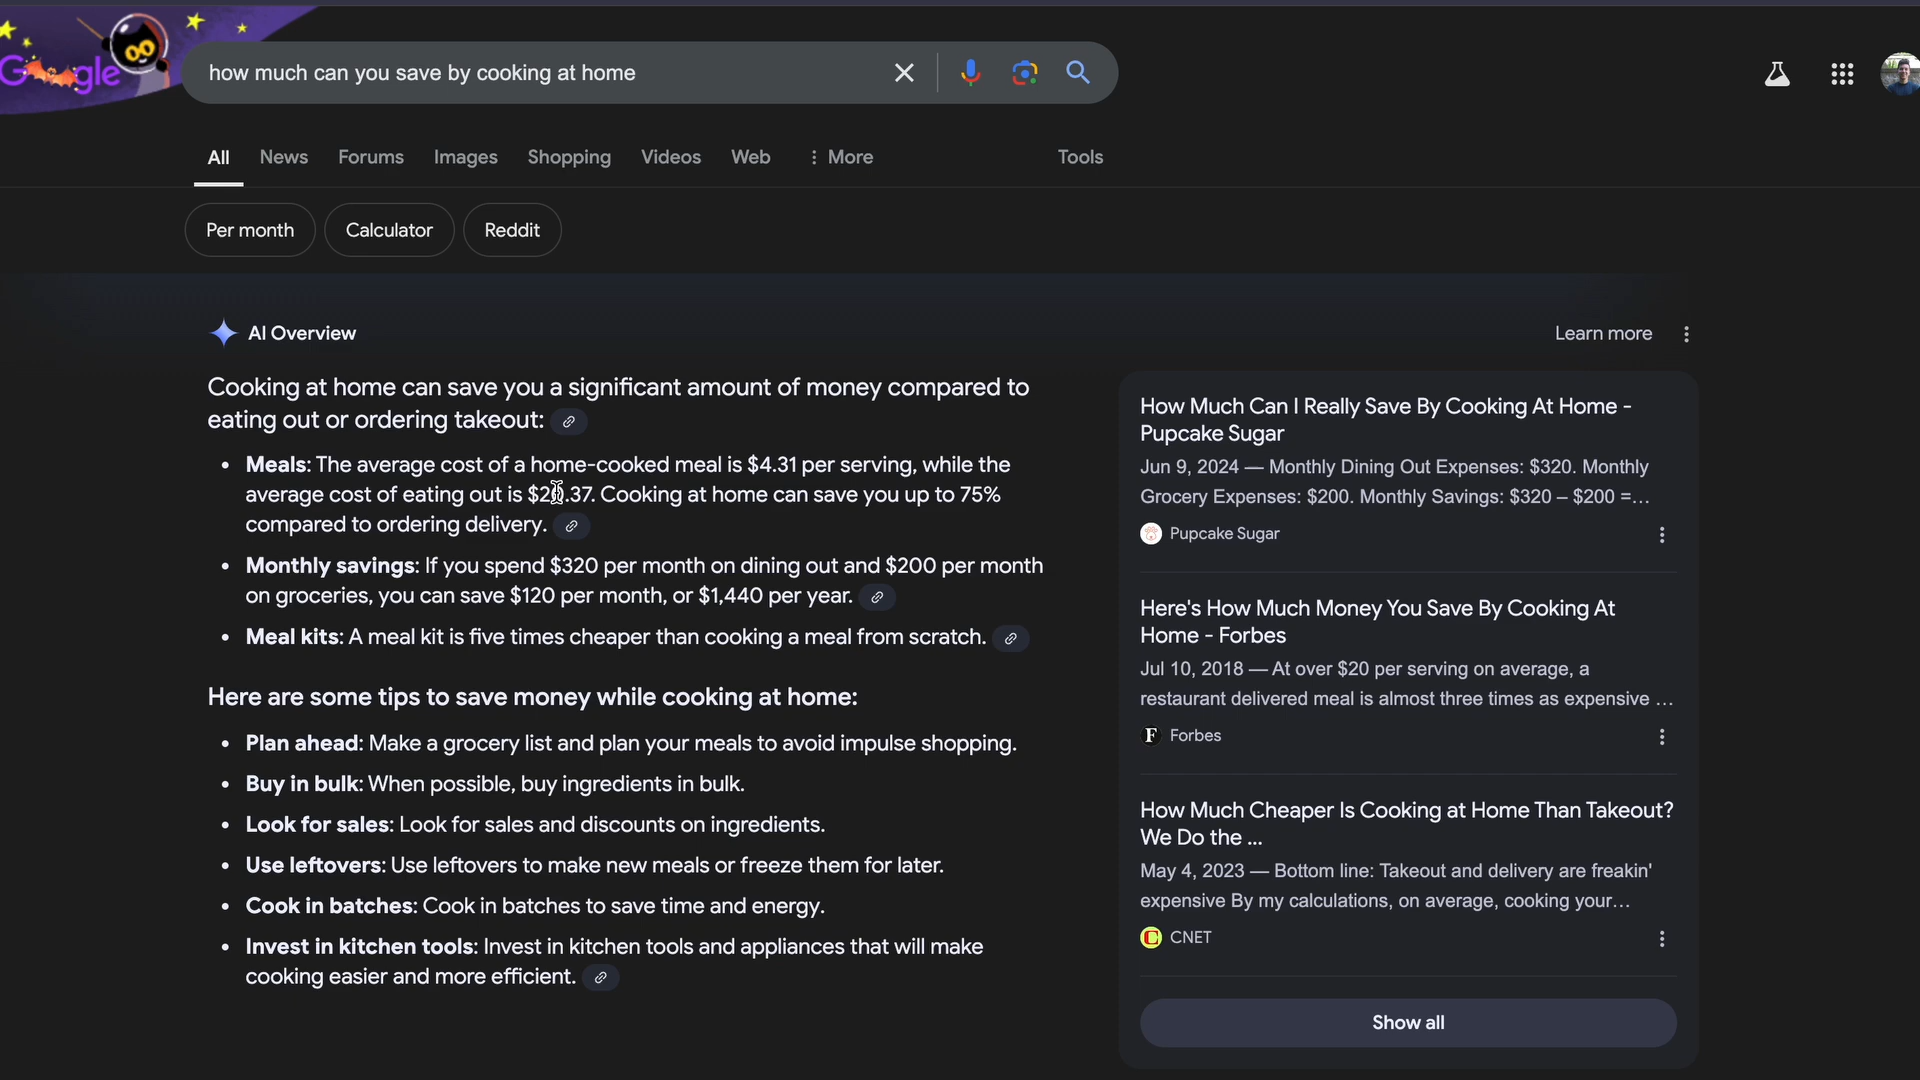 Google
how much can you save by cooking at home
All News Forums Images Shopping Videos Web More Tools
Per month Calculator Reddit
AI Overview
Learn more
Cooking at home can save you a significant amount of money compared to
eating out or ordering takeout:
• Meals: The average cost of a home-cooked meal is $4.31 per serving, while the
average cost of eating out is Cooking at home can save you up to 75%
compared to ordering delivery.
• Monthly savings: If you spend $320 per month on dining out and $200 per month
on groceries, you can save $120 per month, or $1,440 per year.
• Meal kits: A meal kit is five times cheaper than cooking a meal from scratch.
Here are some tips to save money while cooking at home:
• Plan ahead: Make a grocery list and plan your meals to avoid impulse shopping.
• Buy in bulk: When possible, buy ingredients in bulk.
• Look for sales: Look for sales and discounts on ingredients.
• Use leftovers: Use leftovers to make new meals or freeze them for later.
• Cook in batches: Cook in batches to save time and energy.
• Invest in kitchen tools: Invest in kitchen tools and appliances that will make
cooking easier and more efficient.
How Much Can I Really Save By Cooking At Home -
Pupcake Sugar
Jun 9, 2024 — Monthly Dining Out Expenses: $320. Monthly
Grocery Expenses: $200. Monthly Savings: $320 – $200 =...
Pupcake Sugar
Here's How Much Money You Save By Cooking At
Home - Forbes
Jul 10, 2018 — At over $20 per serving on average, a
restaurant delivered meal is almost three times as expensive ...
F Forbes
How Much Cheaper Is Cooking at Home Than Takeout?
We Do the ...
May 4, 2023 — Bottom line: Takeout and delivery are freakin'
expensive By my calculations, on average, cooking your...
CNET
Show all